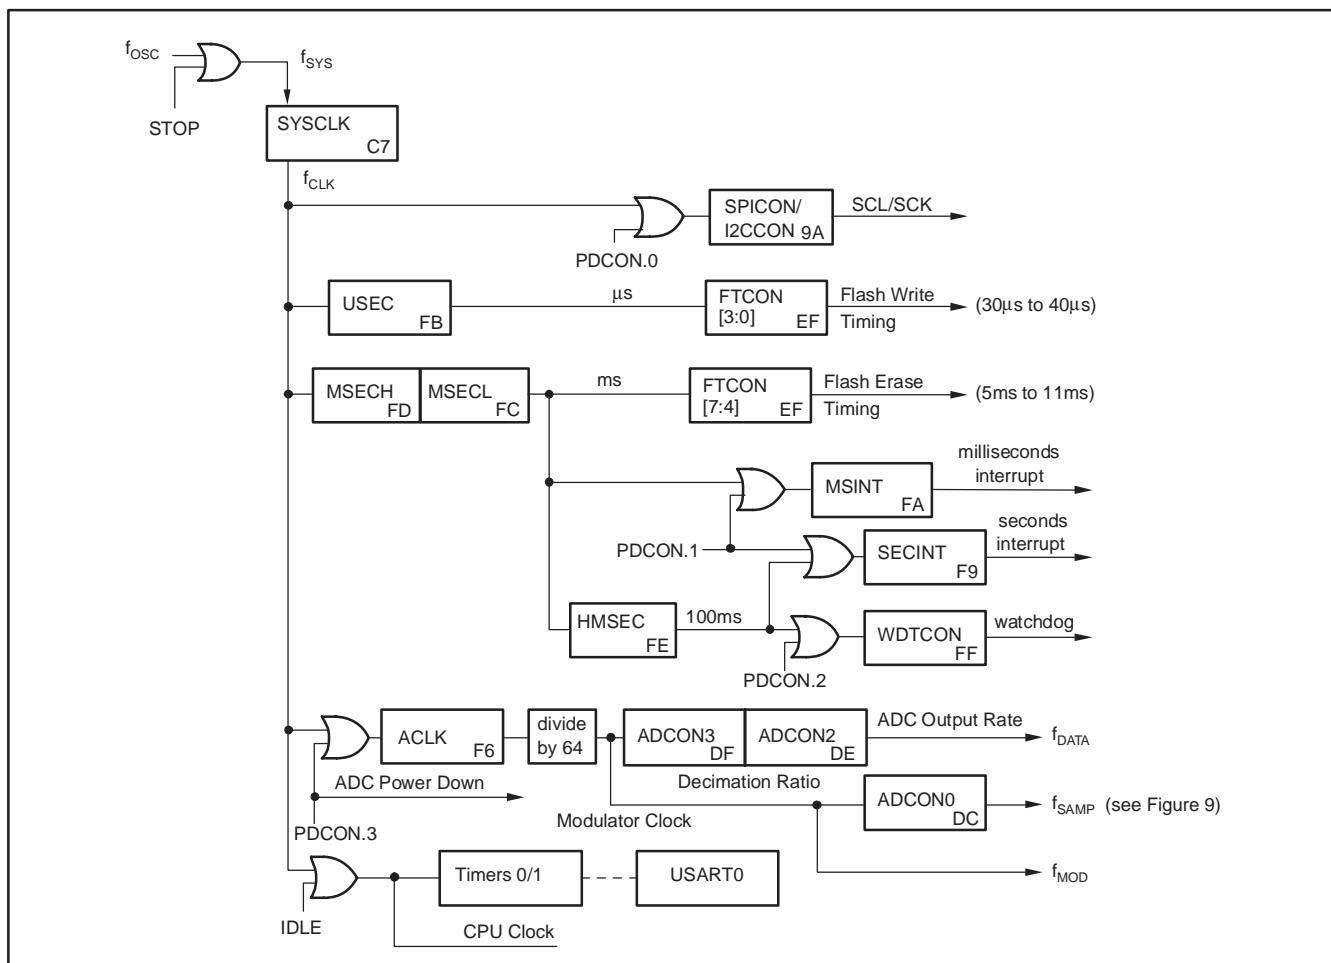 fOSC
fSYS
STOP
SYSCLK
C7
fCLK
SPICON/
I2CCON 9A
SCL/SCK
PDCON.0
USEC
FB
μs
FTCON
[3:0]
EF
Flash Write
Timing
(30μs to 40μs)
MSECH
FD
MSECL
FC
ms
FTCON
[7:4]
EF
Flash Erase
Timing
(5ms to 11ms)
milliseconds
interrupt
MSINT
FA
PDCON.1
seconds
interrupt
SECINT
F9
HMSEC
FE
100ms
WDTCON
FF
watchdog
PDCON.2
ACLK
F6
divide
by 64
ADCON3
DF
ADCON2
DE
ADC Output Rate
fDATA
ADC Power Down
Decimation Ratio
PDCON.3
Modulator Clock
ADCON0
DC
fSAMP (see Figure 9)
Timers 0/1
USART0
fMOD
IDLE
CPU Clock